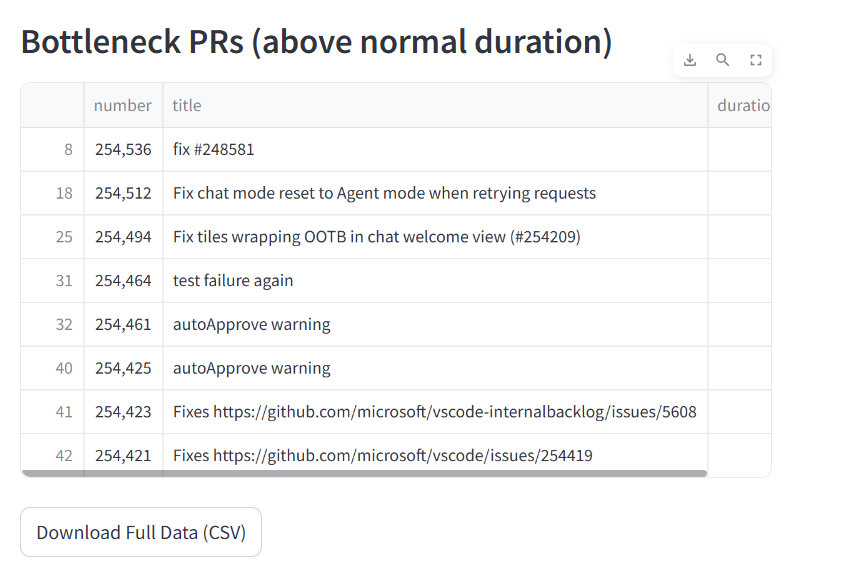 Bottleneck PRs (above normal duration)
number title duratio
8 254,536 fix #248581
18 254,512 Fix chat mode reset to Agent mode when retrying requests
25 254,494 Fix tiles wrapping OOTB in chat welcome view (#254209)
31 254,464 test failure again
32 254,461 autoApprove warning
40 254,425 autoApprove warning
41 254,423 Fixes https://github.com/microsoft/vscode-internalbacklog/issues/5608
42 254,421 Fixes https://github.com/microsoft/vscode/issues/254419
Download Full Data (CSV)